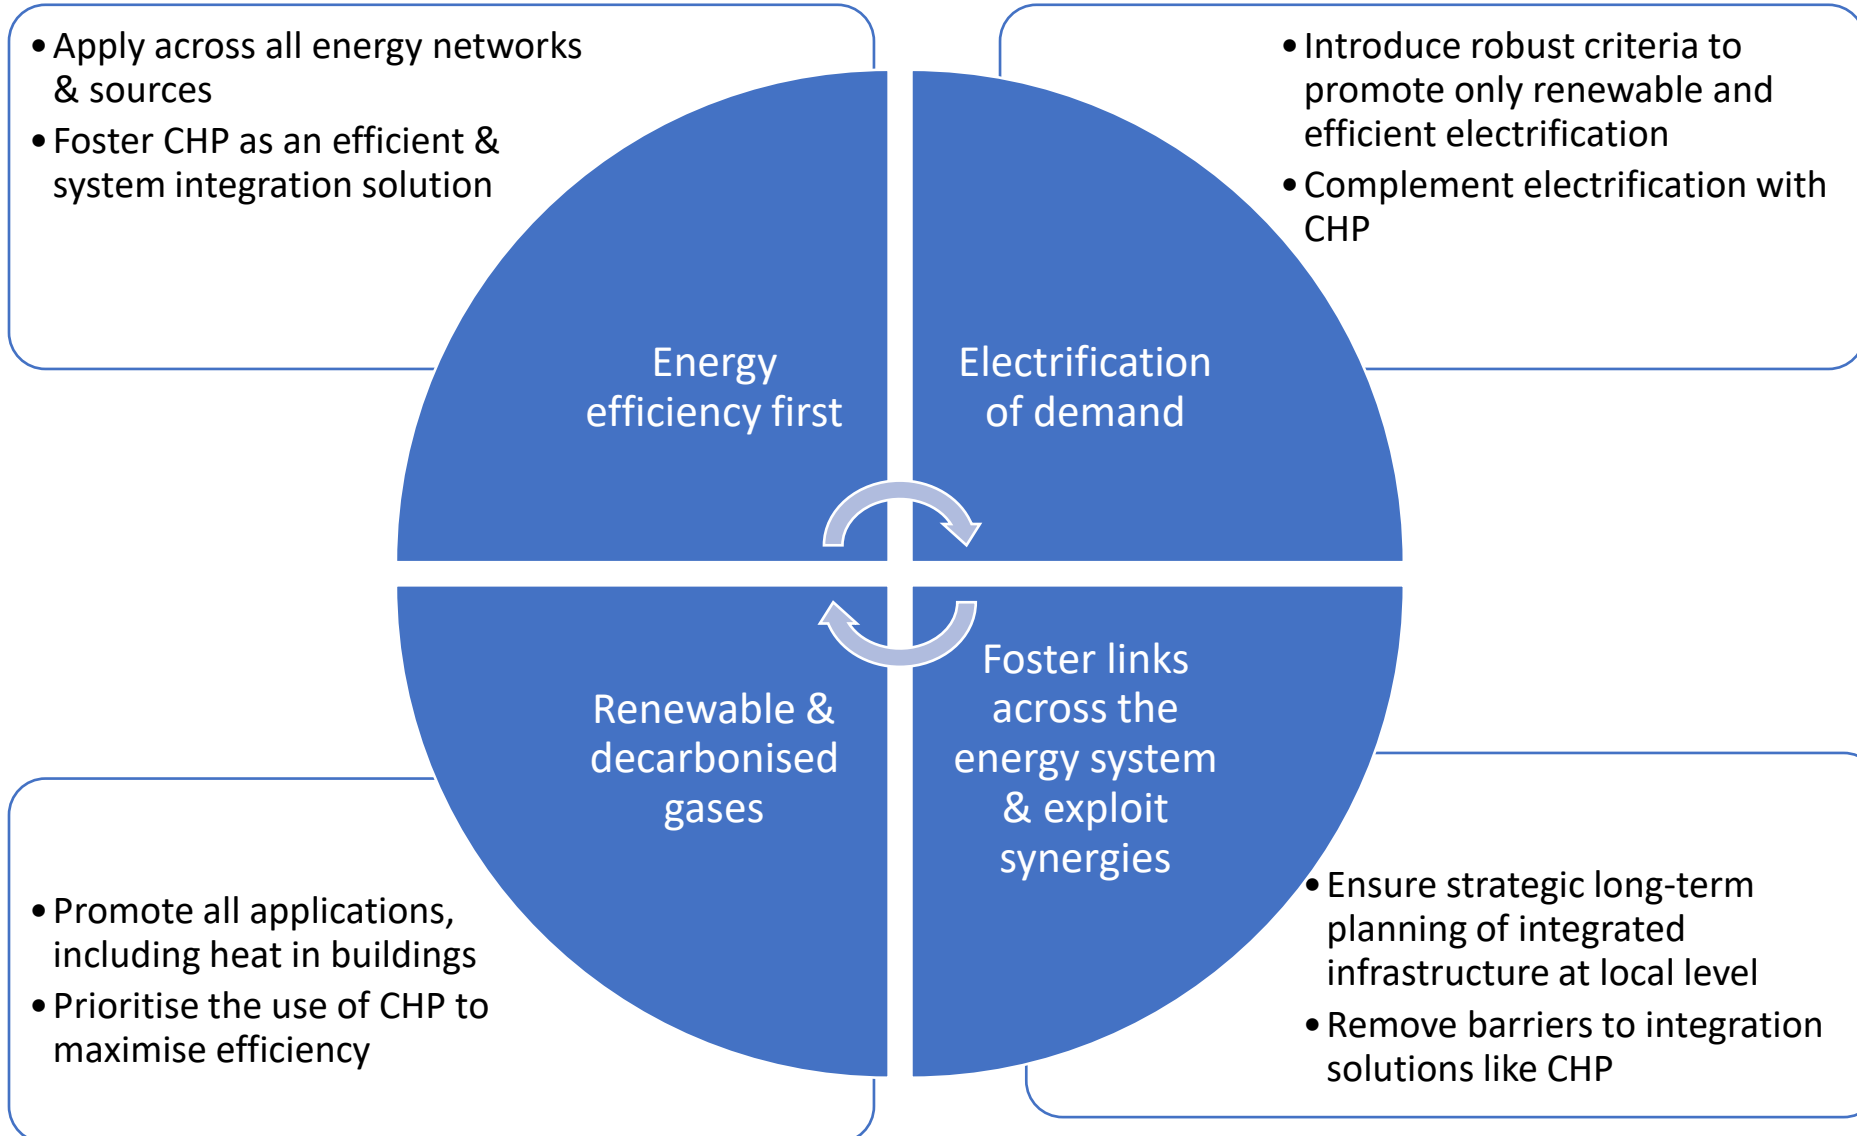 • Apply across all energy networks
& sources
• Foster CHP as an efficient &
system integration solution
• Introduce robust criteria to
promote only renewable and
efficient electrification
• Complement electrification with
CHP
Energy
efficiency first
Electrification
of demand
Renewable &
decarbonised
gases
Foster links
across the
energy system
& exploit
synergies
• Promote all applications,
including heat in buildings
• Prioritise the use of CHP to
maximise efficiency
• Ensure strategic long-term
planning of integrated
infrastructure at local level
• Remove barriers to integration
solutions like CHP